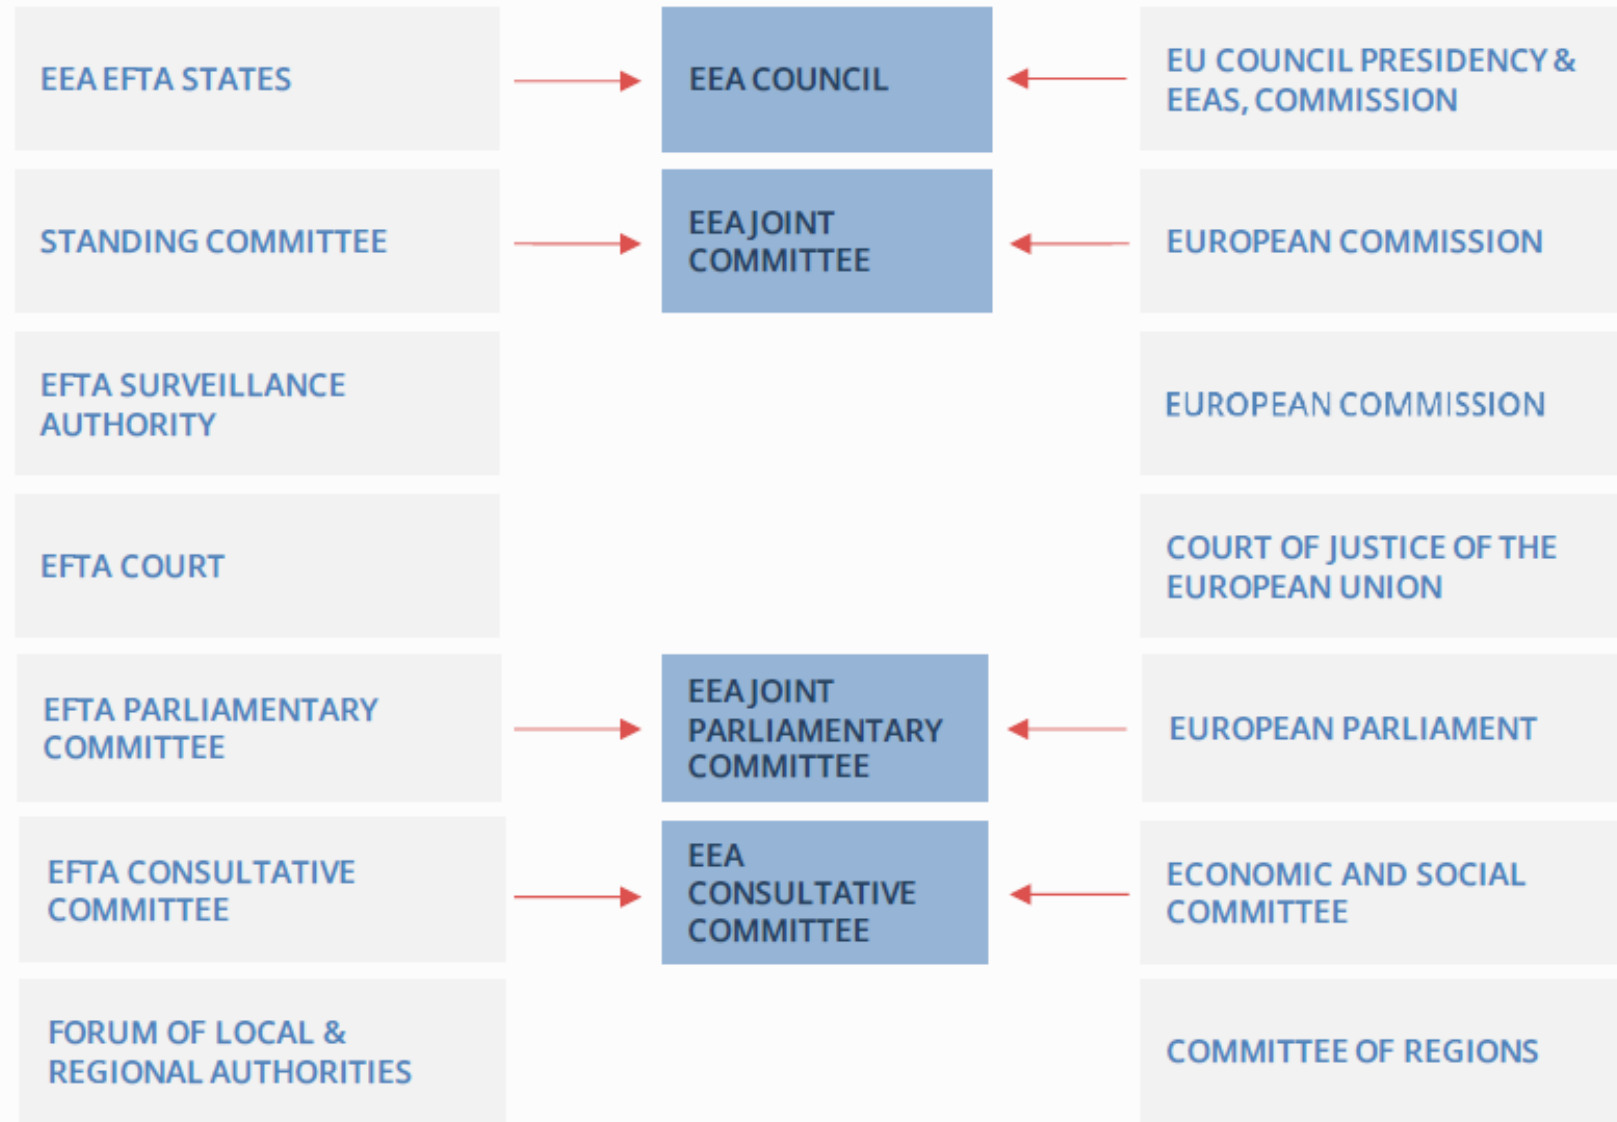 EEA EFTA STATES
EEA COUNCIL
EU COUNCIL PRESIDENCY &
EEAS, COMMISSION
STANDING COMMITTEE
EEA JOINT
COMMITTEE
EUROPEAN COMMISSION
EFTA SURVEILLANCE
AUTHORITY
EUROPEAN COMMISSION
EFTA COURT
COURT OF JUSTICE OF THE
EUROPEAN UNION
EFTA PARLIAMENTARY
COMMITTEE
EEA JOINT
PARLIAMENTARY
COMMITTEE
EUROPEAN PARLIAMENT
EFTA CONSULTATIVE
COMMITTEE
EEA
CONSULTATIVE
COMMITTEE
ECONOMIC AND SOCIAL
COMMITTEE
FORUM OF LOCAL &
REGIONAL AUTHORITIES
COMMITTEE OF REGIONS